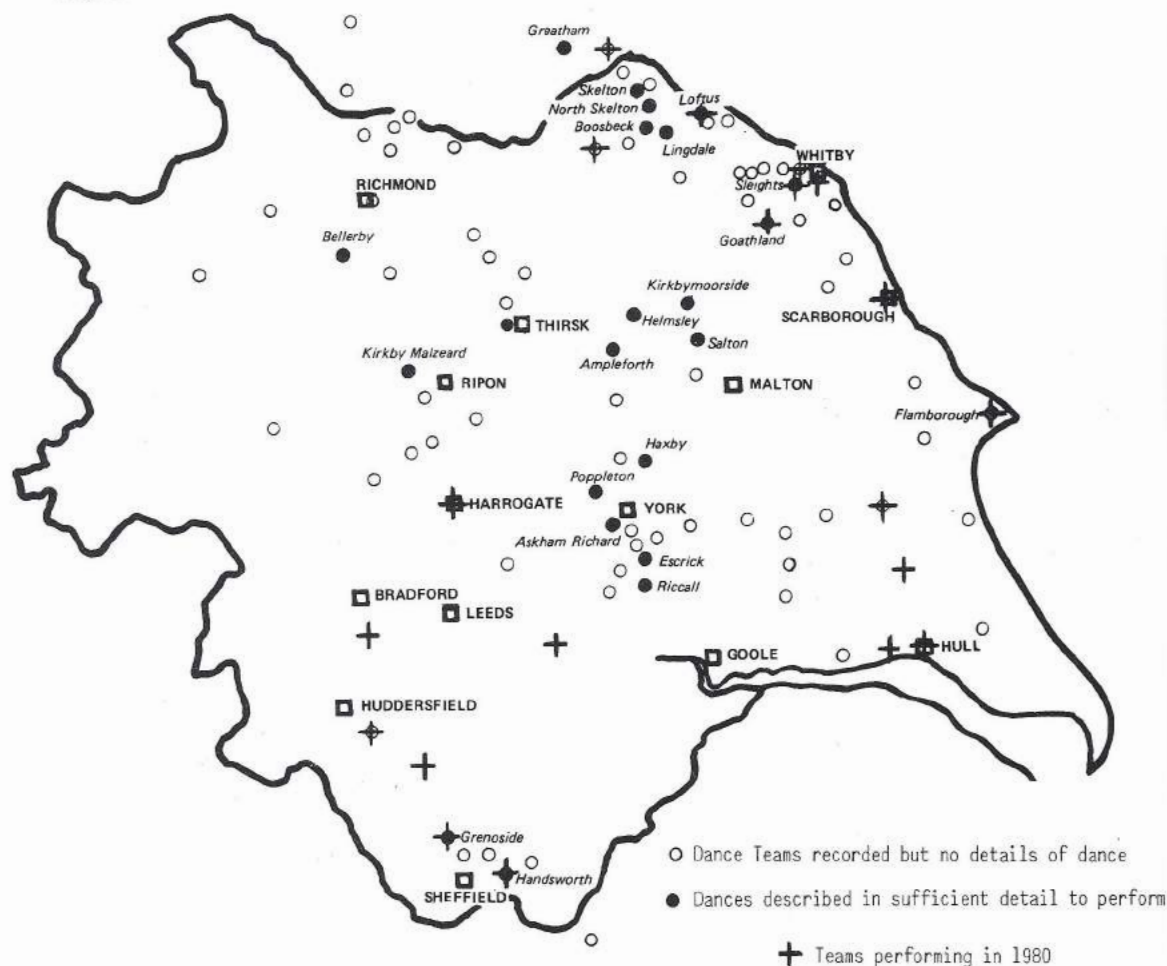 Greatham
Skelton
North Skelton
Loftus
Boosbeck
Lingdale
WHITBY
Sleights
RICHMOND
Goathland
Bellerby
Kirkbymoorside
SCARBOROUGH
Helmsley
THIRSK
Salton
Ampleforth
Kirkby Malzeard
RIPON
MALTON
Flamborough
Haxby
Poppleton
HARROGATE
YORK
Askham Richard
Escrick
Riccall
BRADFORD
LEEDS
GOOLE
HULL
HUDDERSFIELD
Grenoside
Handsworth
SHEFFIELD
Dance Teams recorded but no details of dance
Dances described in sufficient detail to perform
Teams performing in 1980